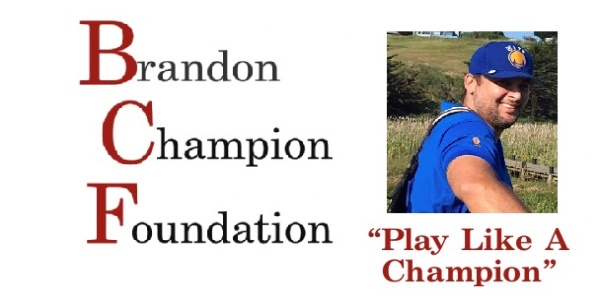 Brandon
Champion
Foundation
“Play Like A
Champion”